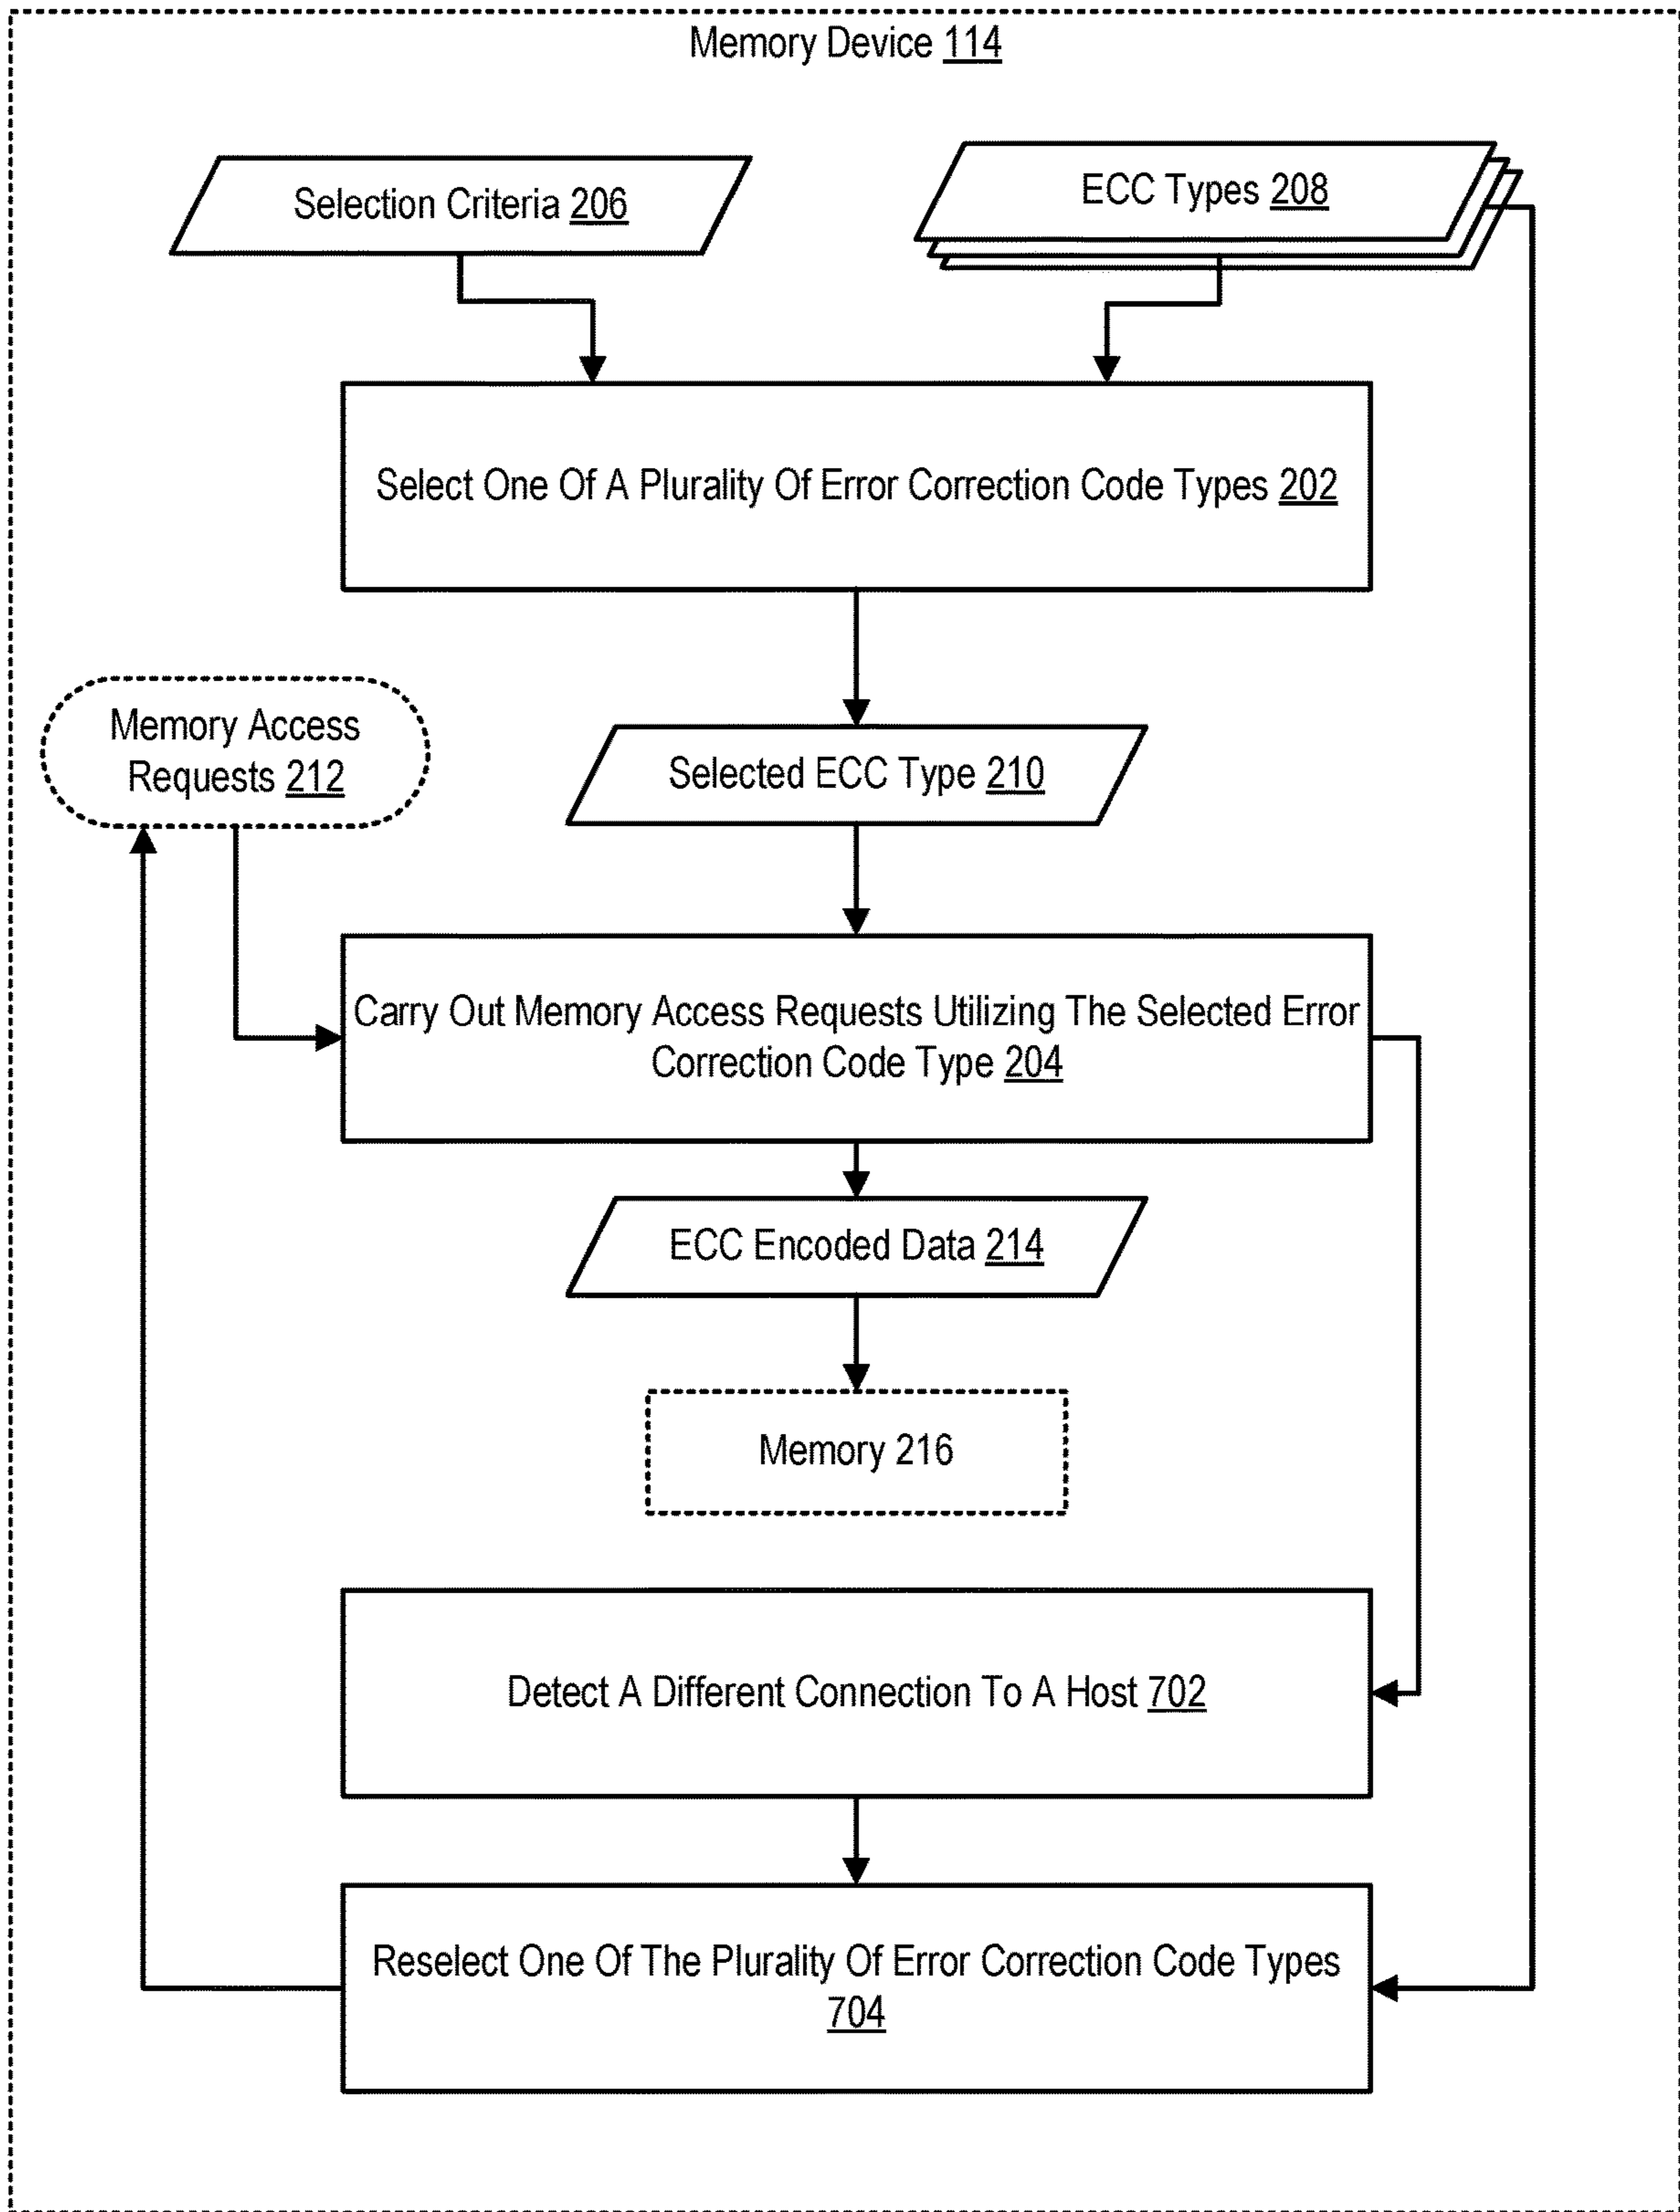 Memory Device 114
Selection Criteria 206
ECC Types 208
Select One Of A Plurality Of Error Correction Code Types 202
Memory Access
Requests 212
Selected ECC Type 210
Carry Out Memory Access Requests Utilizing The Selected Error
Correction Code Type 204
ECC Encoded Data 214
Memory 216
Detect A Different Connection To A Host 702
Reselect One Of The Plurality Of Error Correction Code Types
704